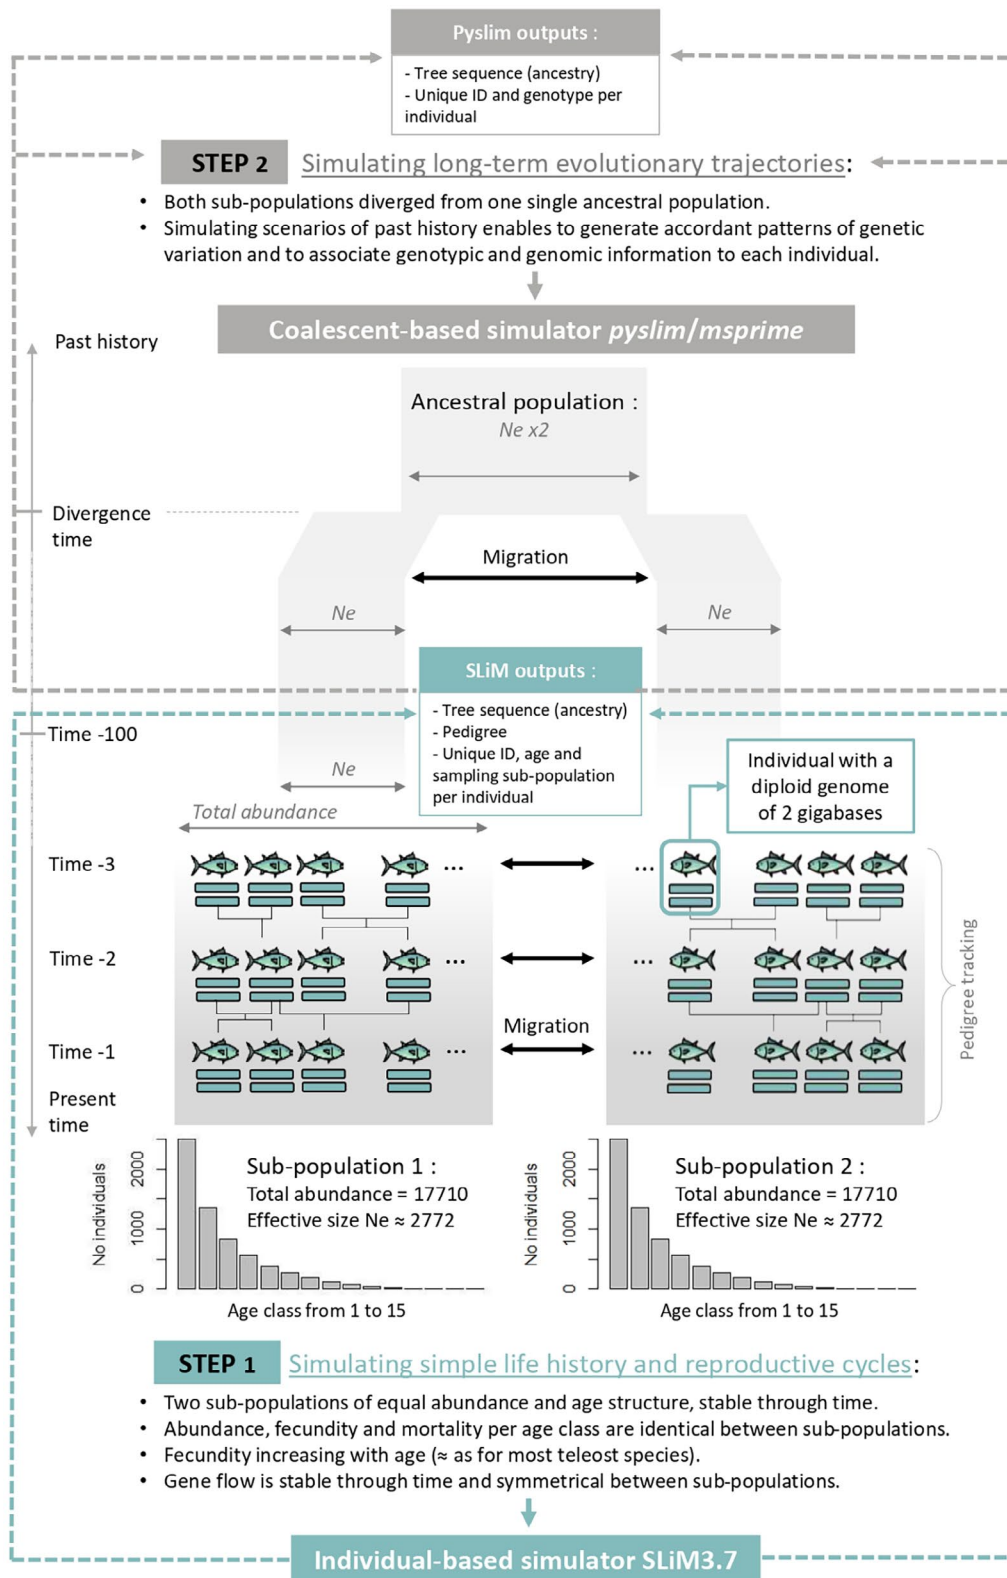 Pyslim outputs :
- Tree sequence (ancestry)
- Unique ID and genotype per
individual
STEP 2 Simulating long-term evolutionary trajectories:
• Both sub-populations diverged from one single ancestral population.
• Simulating scenarios of past history enables to generate accordant patterns of genetic
variation and to associate genotypic and genomic information to each individual.
Coalescent-based simulator pyslim/msprime
Past history
Ancestral population :
Ne x2
Divergence
time
Migration
Ne
Ne
SLiM outputs :
- Tree sequence (ancestry)
- Pedigree
- Unique ID, age and
sampling sub-population
per individual
Time -100
Ne
Individual with a
diploid genome
of 2 gigabases
Total abundance
Time -3
... ...
Time -2
... ...
Migration
Time -1
... ...
Pedigree tracking
Present
time
No individuals
0 1000 2000
Sub-population 1 :
Total abundance = 17710
Effective size Ne ≈ 2772
Age class from 1 to 15
No individuals
0 1000 2000
Sub-population 2 :
Total abundance = 17710
Effective size Ne ≈ 2772
Age class from 1 to 15
STEP 1 Simulating simple life history and reproductive cycles:
• Two sub-populations of equal abundance and age structure, stable through time.
• Abundance, fecundity and mortality per age class are identical between sub-populations.
• Fecundity increasing with age (≈ as for most teleost species).
• Gene flow is stable through time and symmetrical between sub-populations.
Individual-based simulator SLiM3.7